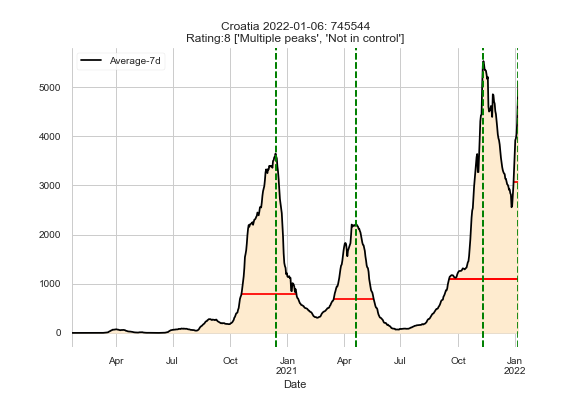 Croatia 2022-01-06: 745544
Rating:8 ['Multiple peaks', 'Not in control']
Average-7d
5000
4000
3000
2000
1000
0
Apr Jul Oct Jan Apr Jul Oct Jan
2021 2022
Date